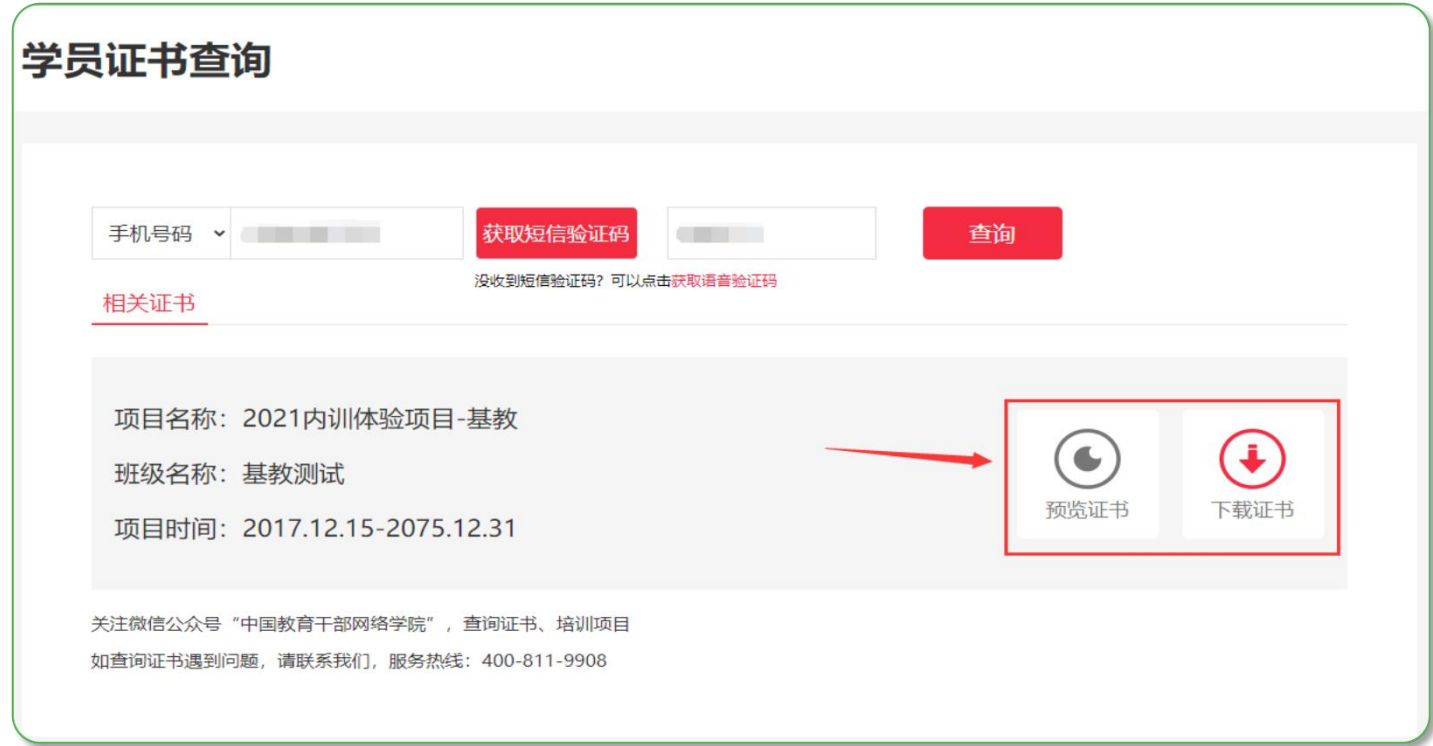 学员证书查询
手机号码 获取短信验证码 查询
没收到短信验证码？可以点击获取语音验证码
相关证书
项目名称：2021内训体验项目-基教
班级名称：基教测试
项目时间：2017.12.15-2075.12.31
预览证书 下载证书
关注微信公众号“中国教育干部网络学院”，查询证书、培训项目
如查询证书遇到问题，请联系我们，服务热线：400-811-9908